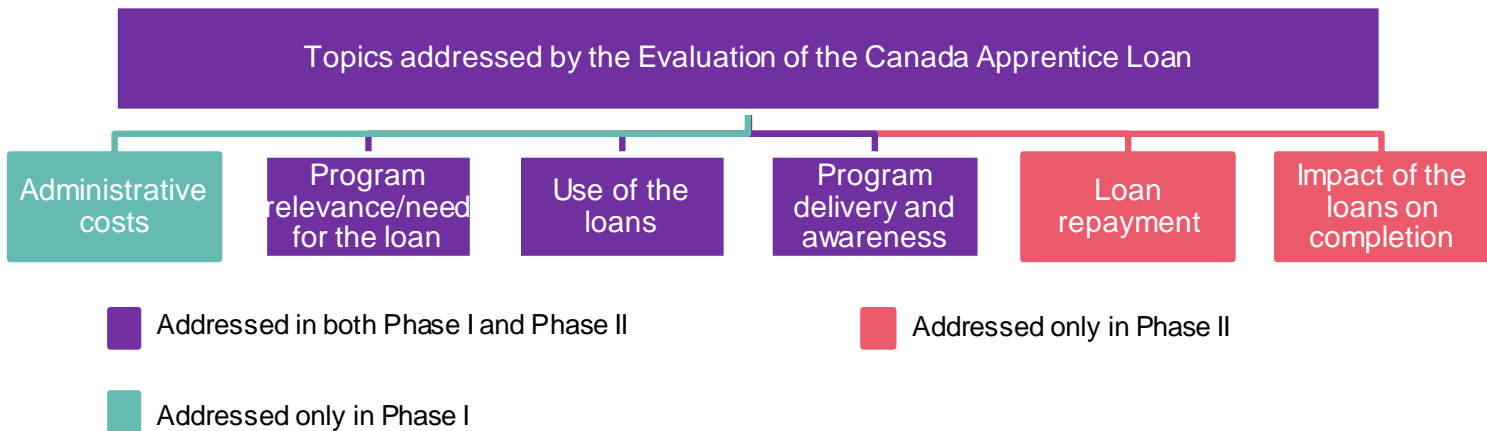 Topics addressed by the Evaluation of the Canada Apprentice Loan
Administrative
costs
Program
relevance/need
for the loan
Use of the
loans
Program
delivery and
awareness
Loan
repayment
Impact of the
loans on
completion
Addressed in both Phase I and Phase II
Addressed only in Phase II
Addressed only in Phase I